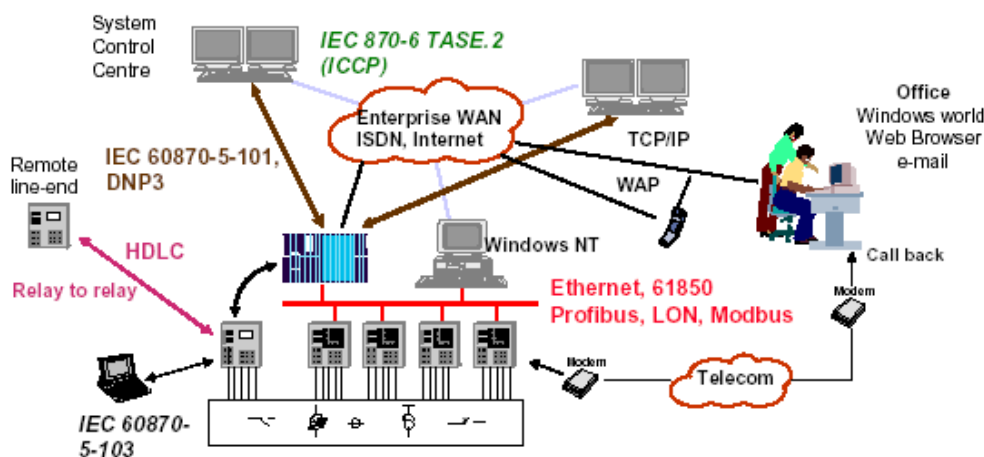 System
Control
Centre
IEC 870-6 TASE.2
(ICCP)
Enterprise WAN
ISDN, Internet
TCP/IP
WAP
Office
Windows world
Web Browser
e-mail
IEC 60870-5-101,
DNP3
Remote
line-end
HDLC
Relay to relay
Windows NT
Call back
Modem
Ethernet, 61850
Profibus, LON, Modbus
Modem
Telecom
IEC 60870-
5-103